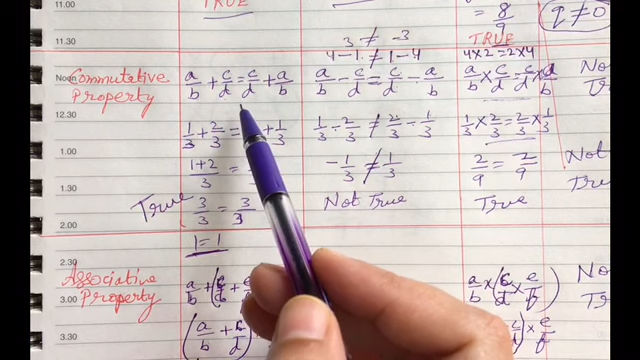 11.00
TRUE
= 8/9
q ≠ 0
11.30
3 ≠ -3
TRUE
4-1 ≠ 1-4
4×2 = 2×4
Noon Commutative Property
a/b + c/d = c/d + a/b
a/b - c/d = c/d - a/b
a/b × c/d = c/d × a/b
Not
12.30
1/3 + 2/3 = + 1/3
1/3 - 2/3 ≠ 2/3 - 1/3
1/3 × 2/3 = 2/3 × 1/3
1.00
1+2/3 =
-1/3 ≠ 1/3
2/9 = 2/9
Not
1.30
True
3/3 = 3/3
Not True
True
2.00
1 = 1
2.30
Associative Property
3.00
a/b + (c/d + e
a/b × (c/d × e/f)
3.30
(a/b + c/d)
c/d) × e/f